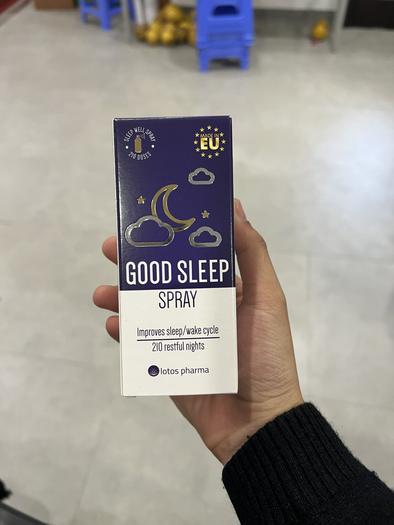 SLEEP WELL SPRAY
210 DOSES
MADE IN
EU
GOOD SLEEP
SPRAY
Improves sleep/wake cycle
210 restful nights
lotos pharma